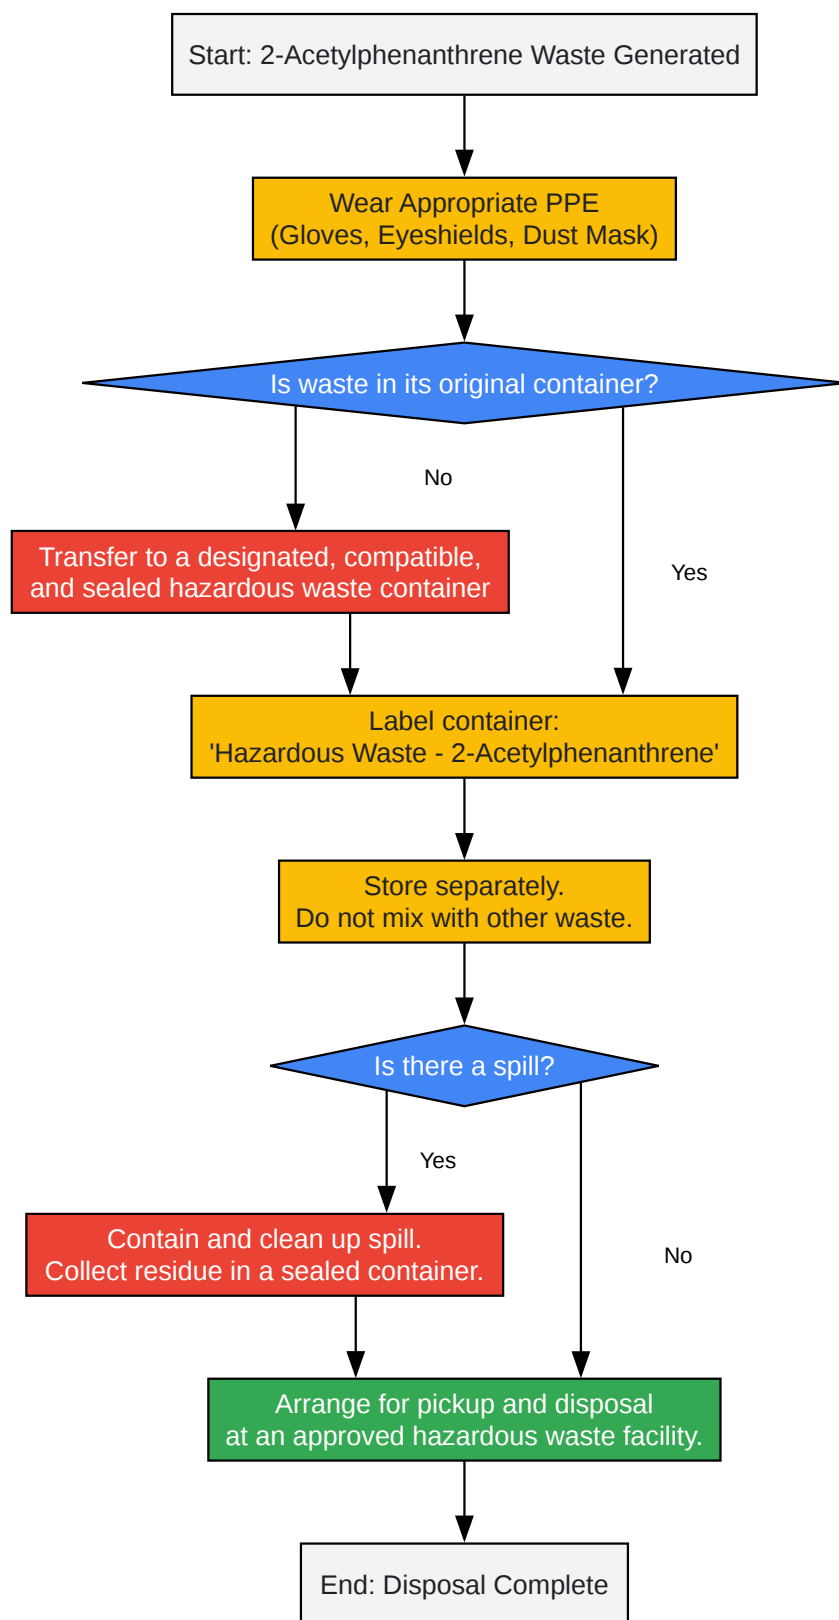 Start: 2-Acetylphenanthrene Waste Generated
Wear Appropriate PPE
(Gloves, Eyeshields, Dust Mask)
Is waste in its original container?
No
Transfer to a designated, compatible,
and sealed hazardous waste container
Yes
Label container:
'Hazardous Waste - 2-Acetylphenanthrene'
Store separately.
Do not mix with other waste.
Is there a spill?
Yes
Contain and clean up spill.
Collect residue in a sealed container.
No
Arrange for pickup and disposal
at an approved hazardous waste facility.
End: Disposal Complete